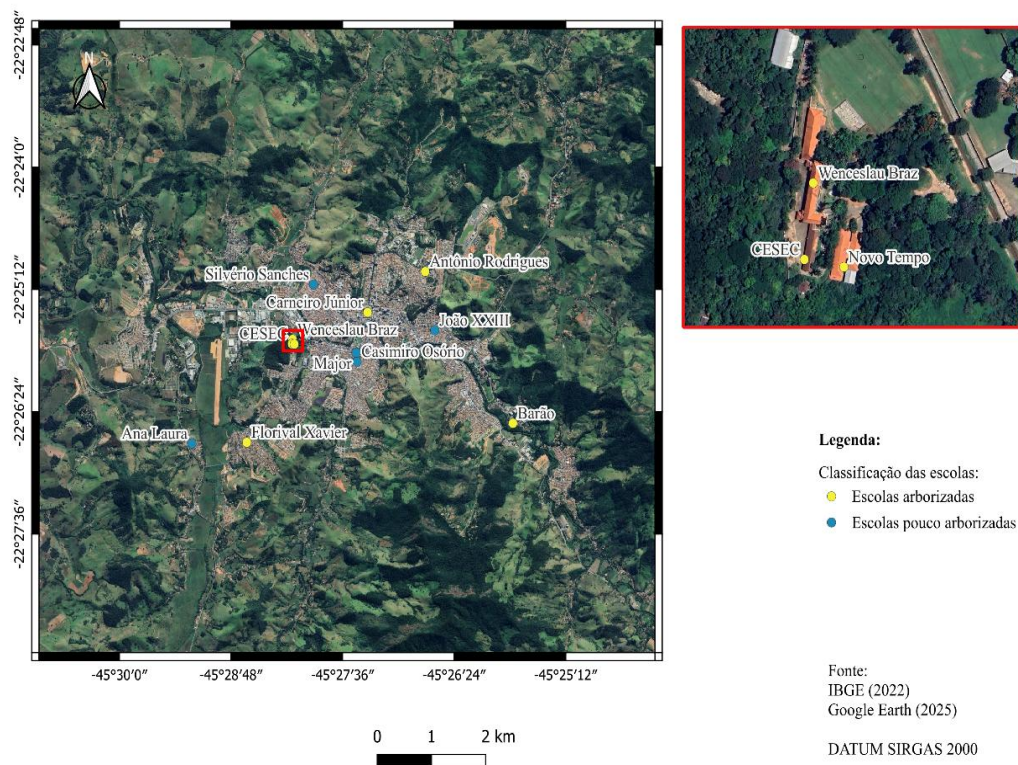 N
-22°22'48"
-22°24'0"
-22°25'12"
-22°26'24"
-22°27'36"
Silvério Sanches
Antônio Rodrigues
Carneiro Júnior
João XXIII
CESEC
Wenceslau Braz
Casimiro Osório
Major
Barão
Ana Laura
Florival Xavier
-45°30'0"
-45°28'48"
-45°27'36"
-45°26'24"
-45°25'12"
0 1 2 km
Wenceslau Braz
CESEC
Novo Tempo
Legenda:
Classificação das escolas:
Escolas arborizadas
Escolas pouco arborizadas
Fonte:
IBGE (2022)
Google Earth (2025)
DATUM SIRGAS 2000